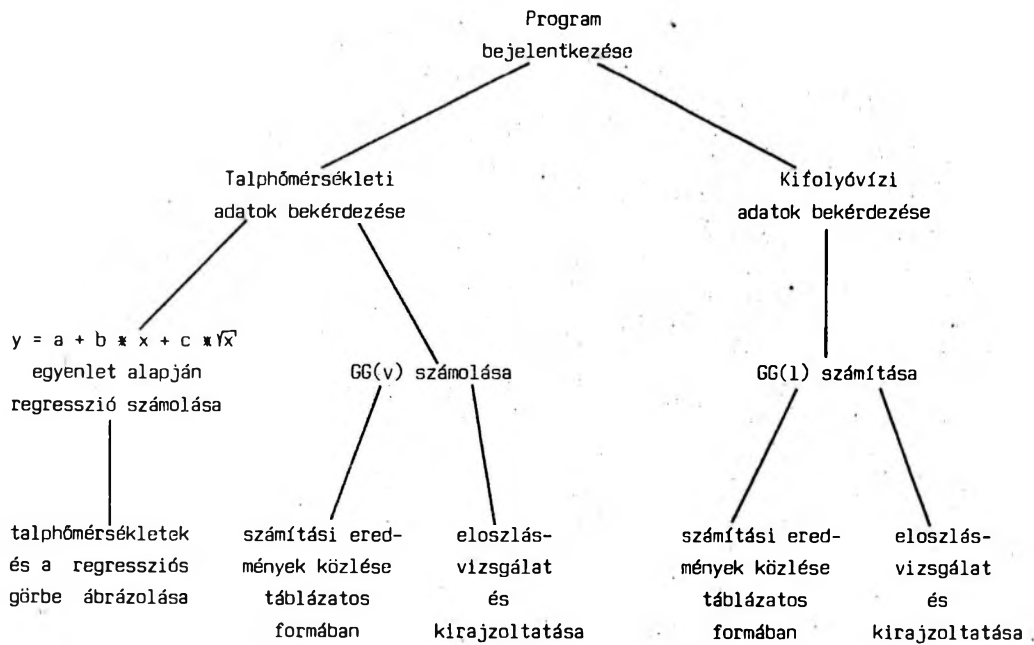 Program
bejelentkezése
Talphőmérsékleti
adatok bekérdezése
Kifolyóvízi
adatok bekérdezése
y = a + b * x + c * √x
egyenlet alapján
regresszió számolása
GG(v) számolása
GG(l) számítása
talphőmérsékletek
és a regressziós
görbe ábrázolása
számítási ered-
mények közlése
táblázatos
formában
eloszlás-
vizsgálat
és
kirajzoltatása
számítási ered-
mények közlése
táblázatos
formában
eloszlás-
vizsgálat
és
kirajzoltatása